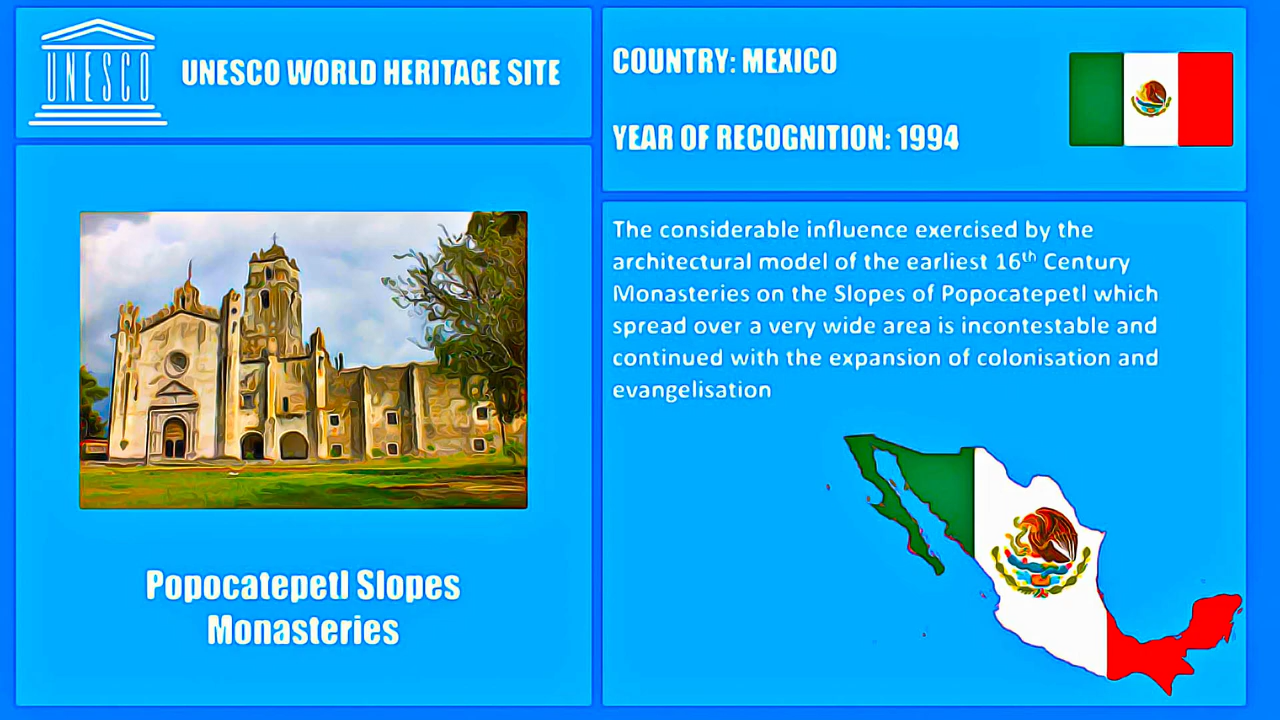 UNESCO
UNESCO WORLD HERITAGE SITE
Popocatepetl Slopes
Monasteries
COUNTRY: MEXICO
YEAR OF RECOGNITION: 1994
The considerable influence exercised by the
architectural model of the earliest 16th Century
Monasteries on the Slopes of Popocatepetl which
spread over a very wide area is incontestable and
continued with the expansion of colonisation and
evangelisation